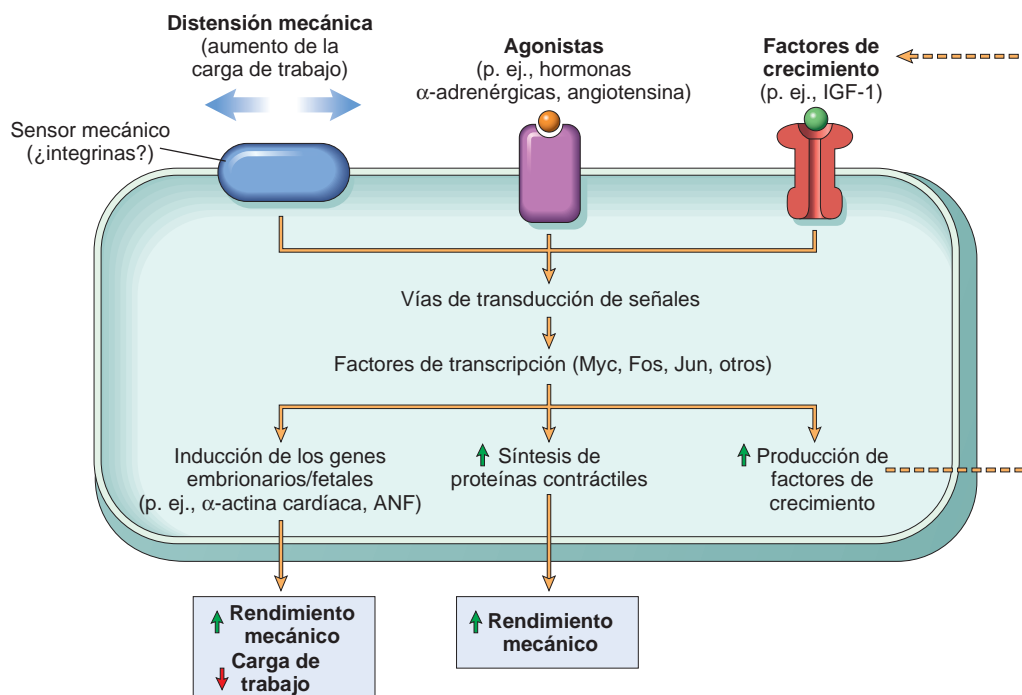 Distensión mecánica
(aumento de la
carga de trabajo)
Agonistas
(p. ej., hormonas
α-adrenérgicas, angiotensina)
Factores de
crecimiento
(p. ej., IGF-1)
Sensor mecánico
(¿integrinas?)
Vías de transducción de señales
Factores de transcripción (Myc, Fos, Jun, otros)
Inducción de los genes
embrionarios/fetales
(p. ej., α-actina cardíaca, ANF)
Síntesis de
proteínas contráctiles
Producción de
factores de
crecimiento
Rendimiento
mecánico
Carga de
trabajo
Rendimiento
mecánico